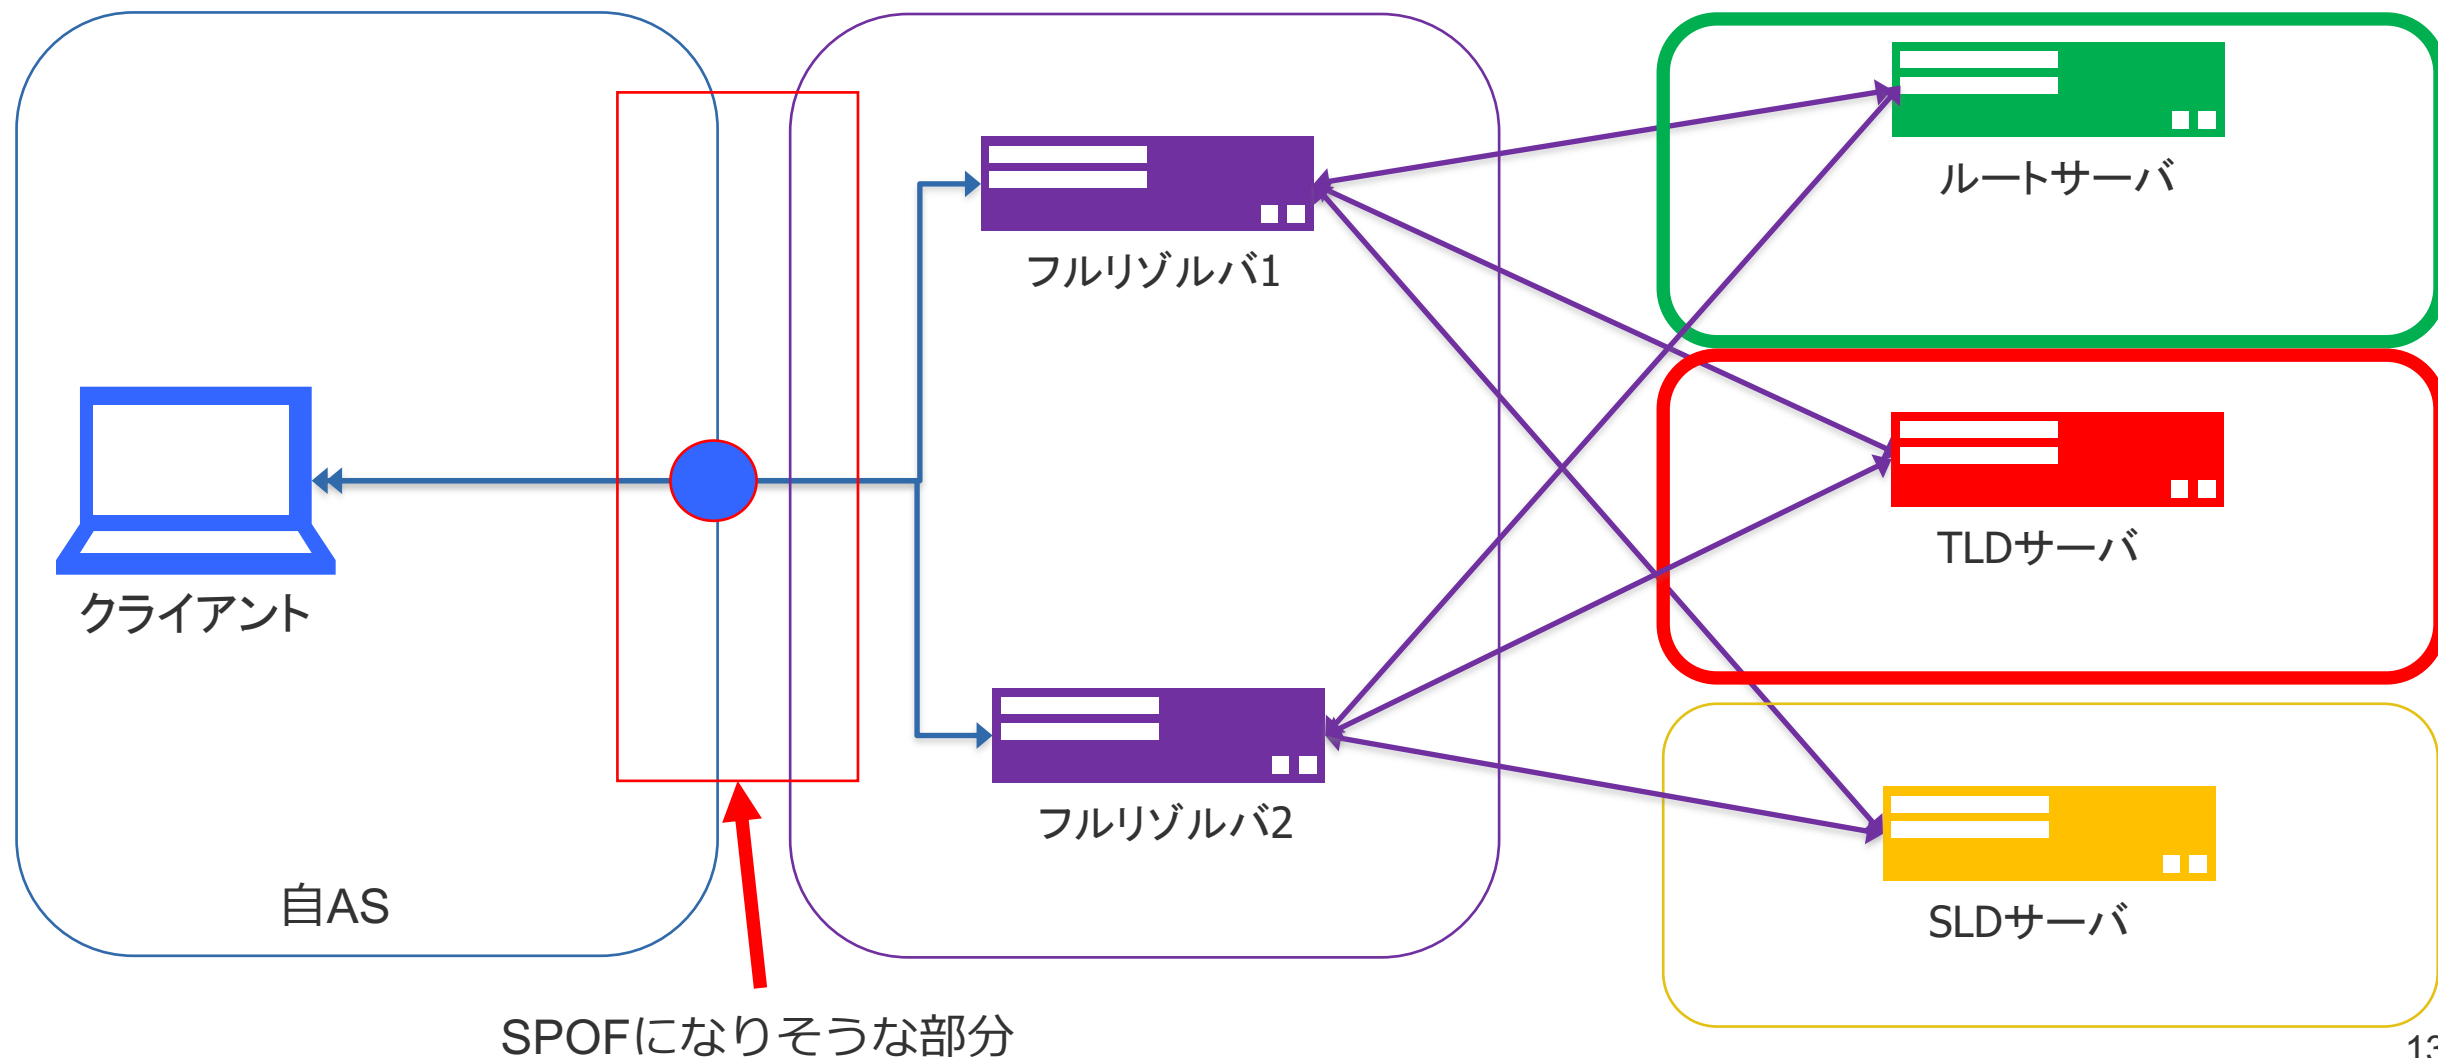 ルートサーバ
フルリゾルバ1
TLDサーバ
クライアント
フルリゾルバ2
自AS
SLDサーバ
SPOFになりそうな部分
13